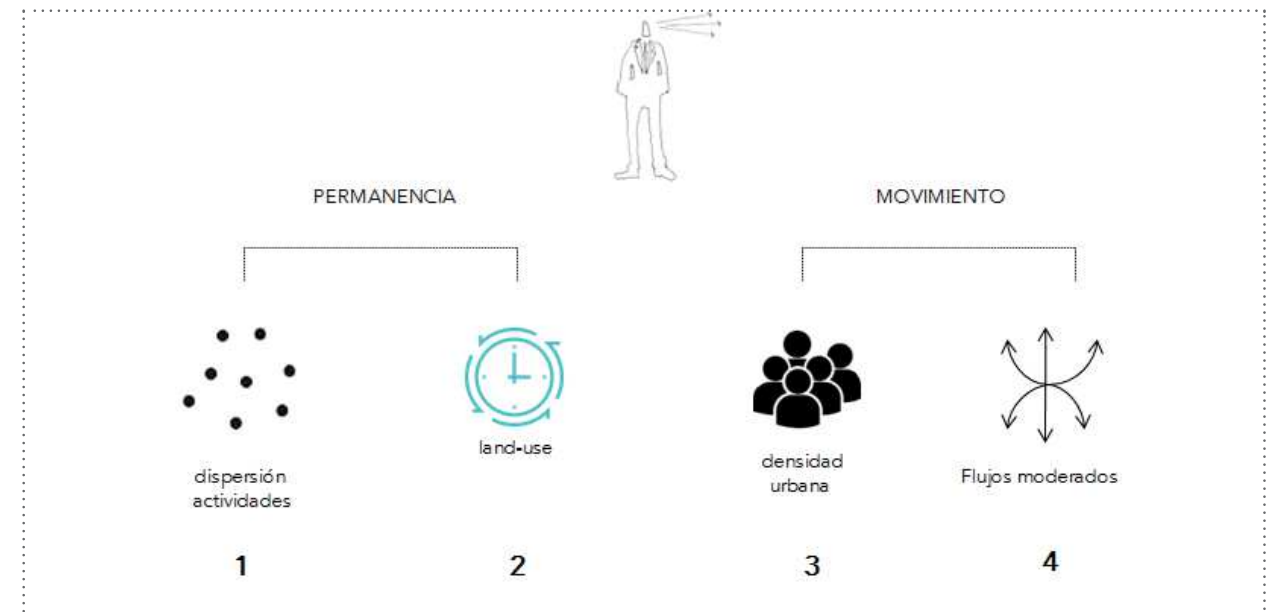 PERMANENCIA
MOVIMIENTO
dispersión
actividades
land-use
densidad
urbana
Flujos moderados
1
2
3
4